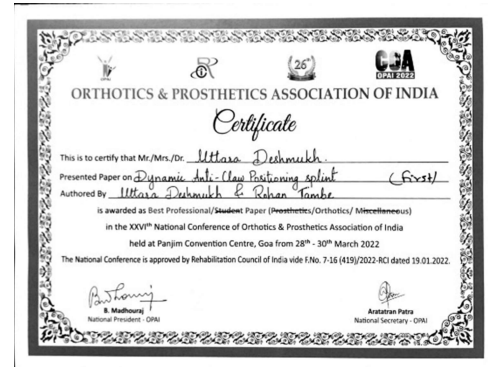 OPAI
26th
GOA
OPAI 2022
ORTHOTICS & PROSTHETICS ASSOCIATION OF INDIA
Certificate
This is to certify that Mr./Mrs./Dr. Uttara Deshmukh.
Presented Paper on Dynamic Anti-Claw Positioning splint (First)
Authored By Uttara Deshmukh & Rohan Tambe
is awarded as Best Professional/Student Paper (Prosthetics/Orthotics/ Miscellaneous)
in the XXVIth National Conference of Orthotics & Prosthetics Association of India
held at Panjim Convention Centre, Goa from 28th - 30th March 2022
The National Conference is approved by Rehabilitation Council of India vide F.No. 7-16 (419)/2022-RCI dated 19.01.2022.
B. Madhouraj
National President - OPAI
Aratatran Patra
National Secretary - OPAI